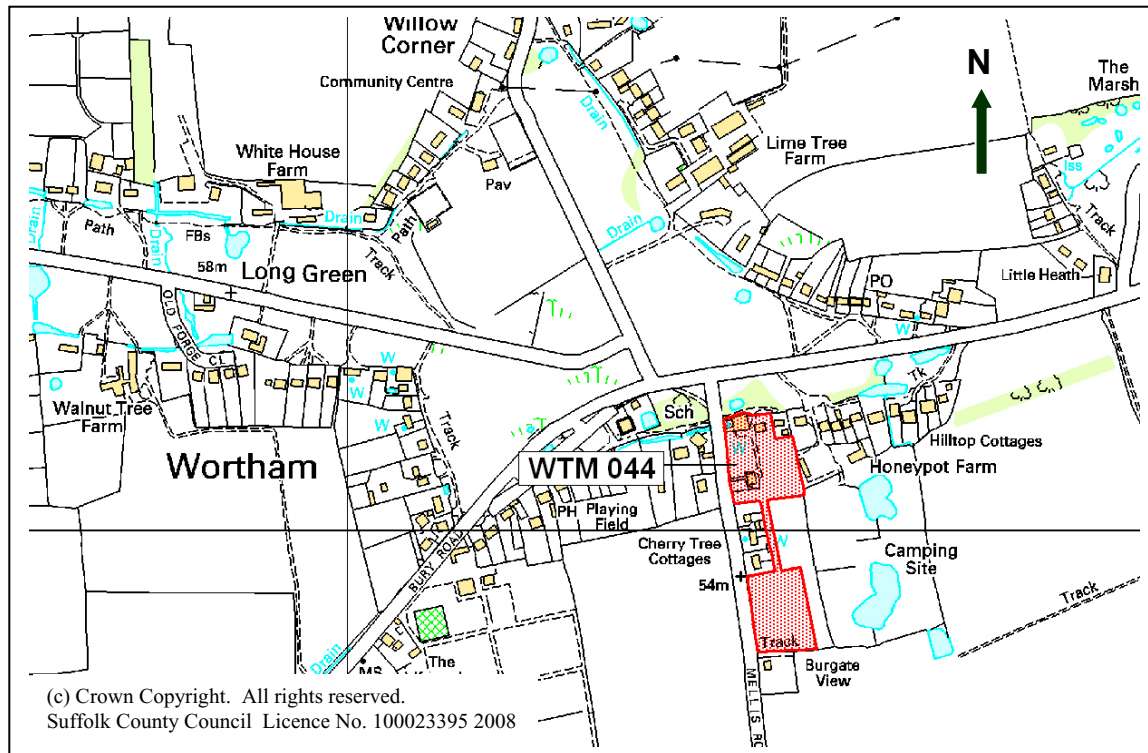 Willow
Corner
Community Centre
N
The
Marsh
Drain
White House
Farm
Lime Tree
Farm
Pav
Iss
Drain
Drain
Path
Path
FBs
Drain
Drain
Track
58m
Long Green
Track
Little Heath
PO
W
OLD FORGE
CL
W
W
Tk
Walnut Tree
Farm
W
Track
Sch
Hilltop Cottages
Wortham
WTM 044
W
Honeypot Farm
PH
Playing
Field
BURY ROAD
Cherry Tree
Cottages
W
Camping
Site
54m
Track
Track
Burgate
View
Drain
MS
The
MELLIS RO
(c) Crown Copyright. All rights reserved.
Suffolk County Council Licence No. 100023395 2008